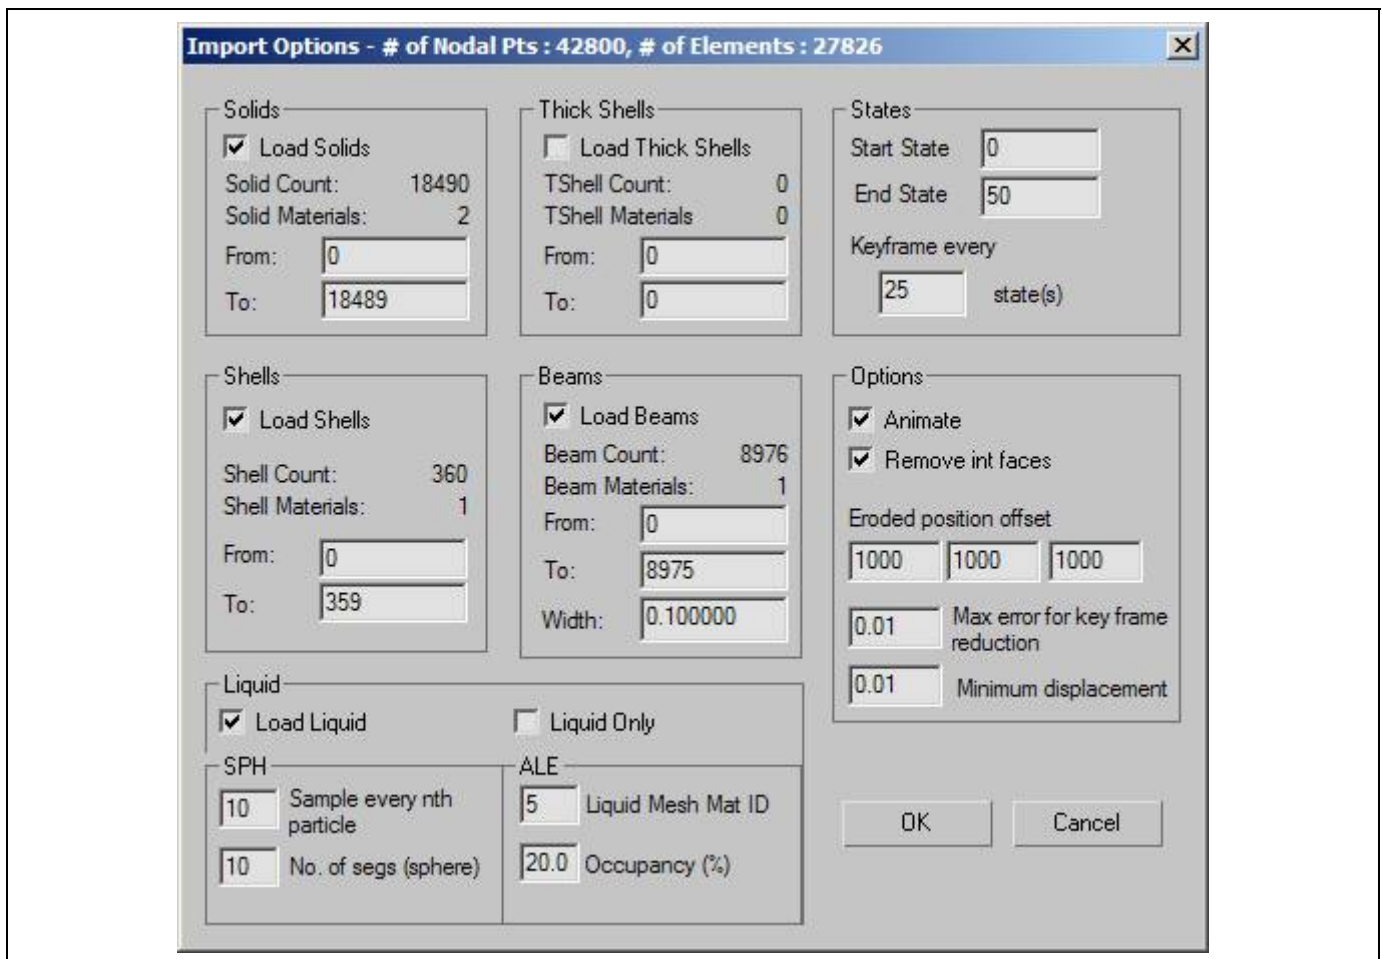 Import Options - # of Nodal Pts : 42800, # of Elements : 27826
Solids
Load Solids
Solid Count: 18490
Solid Materials: 2
From: 0
To: 18489
Thick Shells
Load Thick Shells
TShell Count: 0
TShell Materials 0
From: 0
To: 0
States
Start State 0
End State 50
Keyframe every
25 state(s)
Shells
Load Shells
Shell Count: 360
Shell Materials: 1
From: 0
To: 359
Beams
Load Beams
Beam Count: 8976
Beam Materials: 1
From: 0
To: 8975
Width: 0.100000
Options
Animate
Remove int faces
Eroded position offset
1000 1000 1000
0.01 Max error for key frame
reduction
0.01 Minimum displacement
Liquid
Load Liquid
Liquid Only
SPH
10 Sample every nth
particle
10 No. of segs (sphere)
ALE
5 Liquid Mesh Mat ID
20.0 Occupancy (%)
OK
Cancel